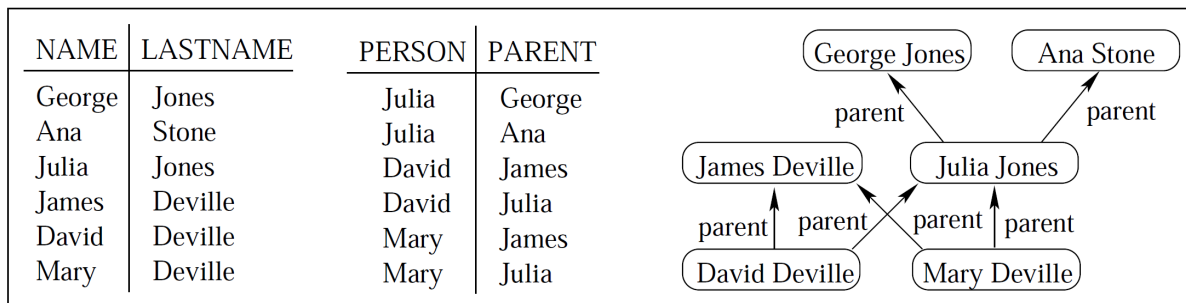 NAME LASTNAME
George Jones
Ana Stone
Julia Jones
James Deville
David Deville
Mary Deville
PERSON PARENT
Julia George
Julia Ana
David James
David Julia
Mary James
Mary Julia
George Jones Ana Stone
parent parent
James Deville Julia Jones
parent parent parent parent
David Deville Mary Deville